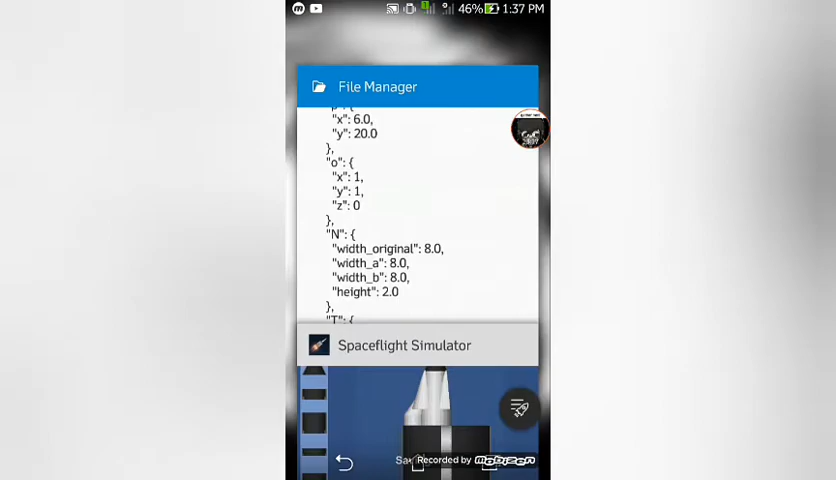 46% 1:37 PM
File Manager
"x": 6.0,
"y": 20.0
},
"o": {
"x": 1,
"y": 1,
"z": 0
},
"N": {
"width_original": 8.0,
"width_a": 8.0,
"width_b": 8.0,
"height": 2.0
},
"T": {
Spaceflight Simulator
Recorded by mobizen